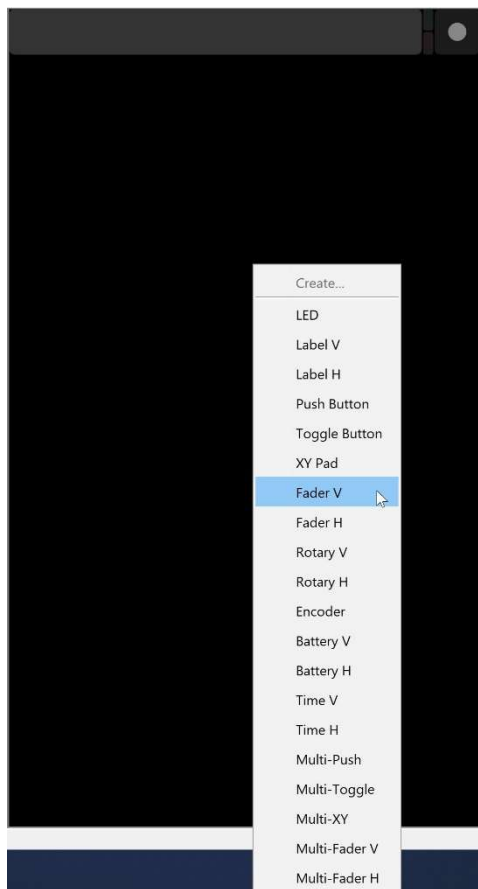 Create...
LED
Label V
Label H
Push Button
Toggle Button
XY Pad
Fader V
Fader H
Rotary V
Rotary H
Encoder
Battery V
Battery H
Time V
Time H
Multi-Push
Multi-Toggle
Multi-XY
Multi-Fader V
Multi-Fader H